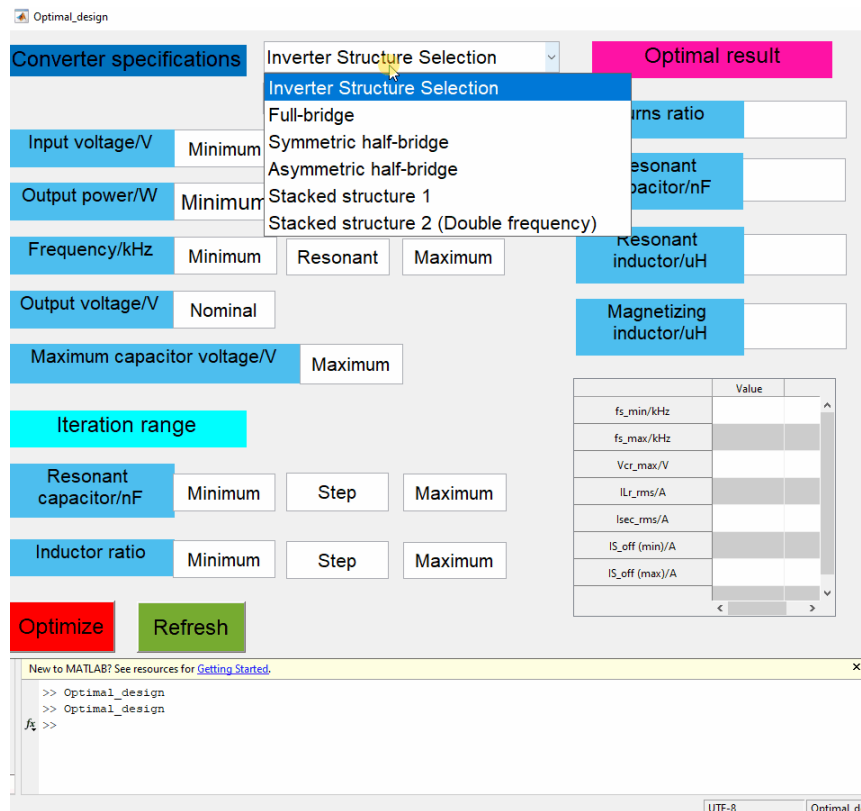 Optimal_design
Converter specifications
Inverter Structure Selection
Optimal result
Inverter Structure Selection
Full-bridge
Symmetric half-bridge
Asymmetric half-bridge
Stacked structure 1
Stacked structure 2 (Double frequency)
Input voltage/V
Minimum
Output power/W
Minimum
Frequency/kHz
Minimum
Resonant
Maximum
Output voltage/V
Nominal
Maximum capacitor voltage/V
Maximum
Iteration range
Resonant
capacitor/nF
Minimum
Step
Maximum
Inductor ratio
Minimum
Step
Maximum
Optimize
Refresh
ratio
Resonant
inductor/uH
Magnetizing
inductor/uH
Value
fs_min/kHz
fs_max/kHz
Vcr_max/V
ILr_rms/A
Isec_rms/A
IS_off (min)/A
IS_off (max)/A
New to MATLAB? See resources for Getting Started.
>> Optimal_design
>> Optimal_design
fx >>
UTF-8
Optimal_d